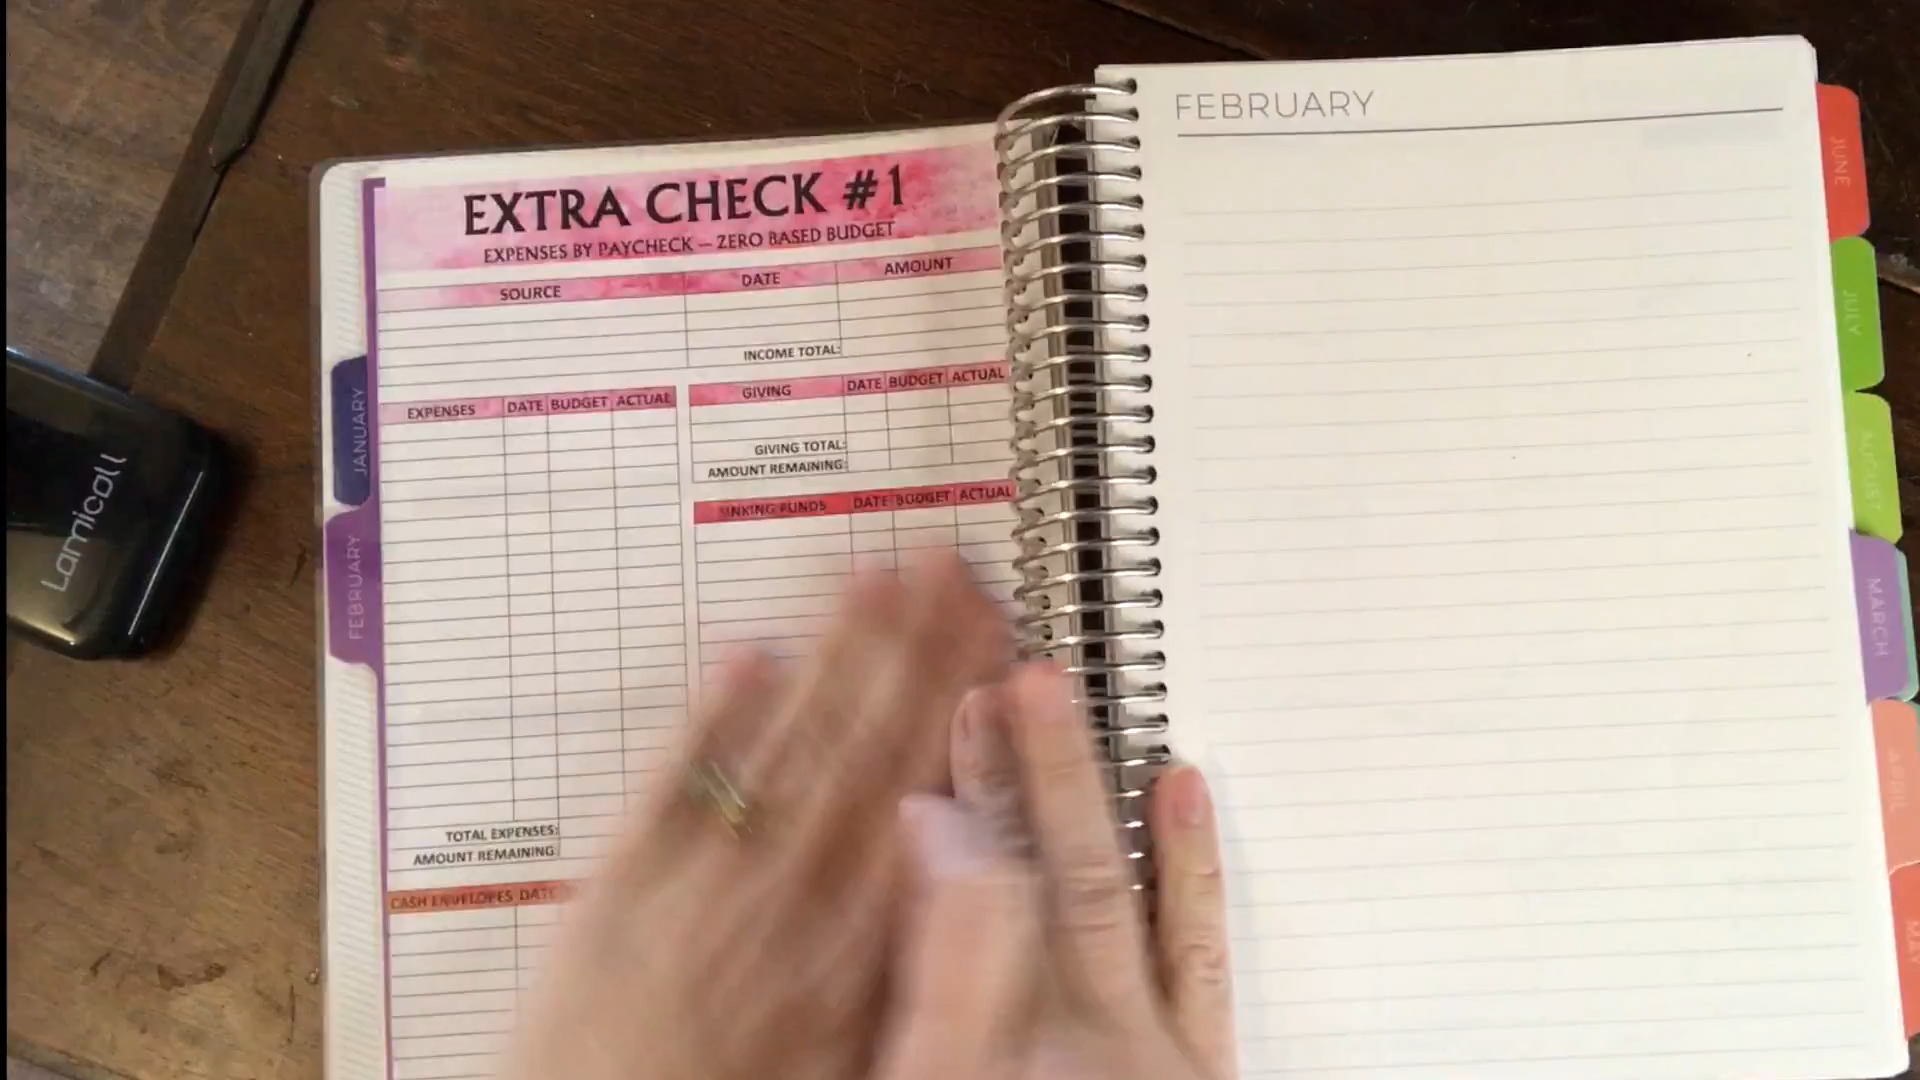 EXTRA CHECK #1
EXPENSES BY PAYCHECK – ZERO BASED BUDGET
SOURCE DATE AMOUNT
INCOME TOTAL:
EXPENSES DATE BUDGET ACTUAL
TOTAL EXPENSES:
AMOUNT REMAINING:
CASH ENVELOPES DATE
GIVING DATE BUDGET ACTUAL
GIVING TOTAL:
AMOUNT REMAINING:
SINKING FUNDS DATE BUDGET ACTUAL
JANUARY
FEBRUARY
Lamicall
FEBRUARY
JUNE
JULY
AUGUST
MARCH
APRIL
MAY